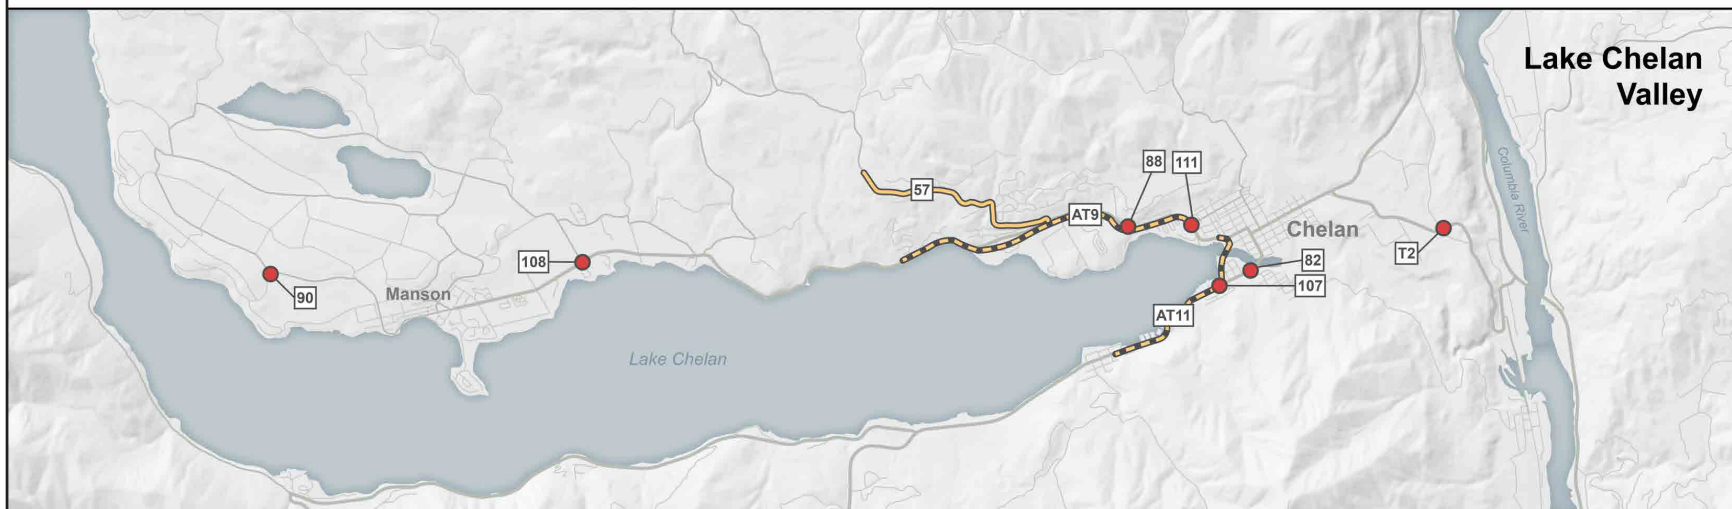 Lake Chelan
Valley
88
111
57
AT9
Columbia River
Chelan
T2
108
82
107
90
Manson
AT11
Lake Chelan